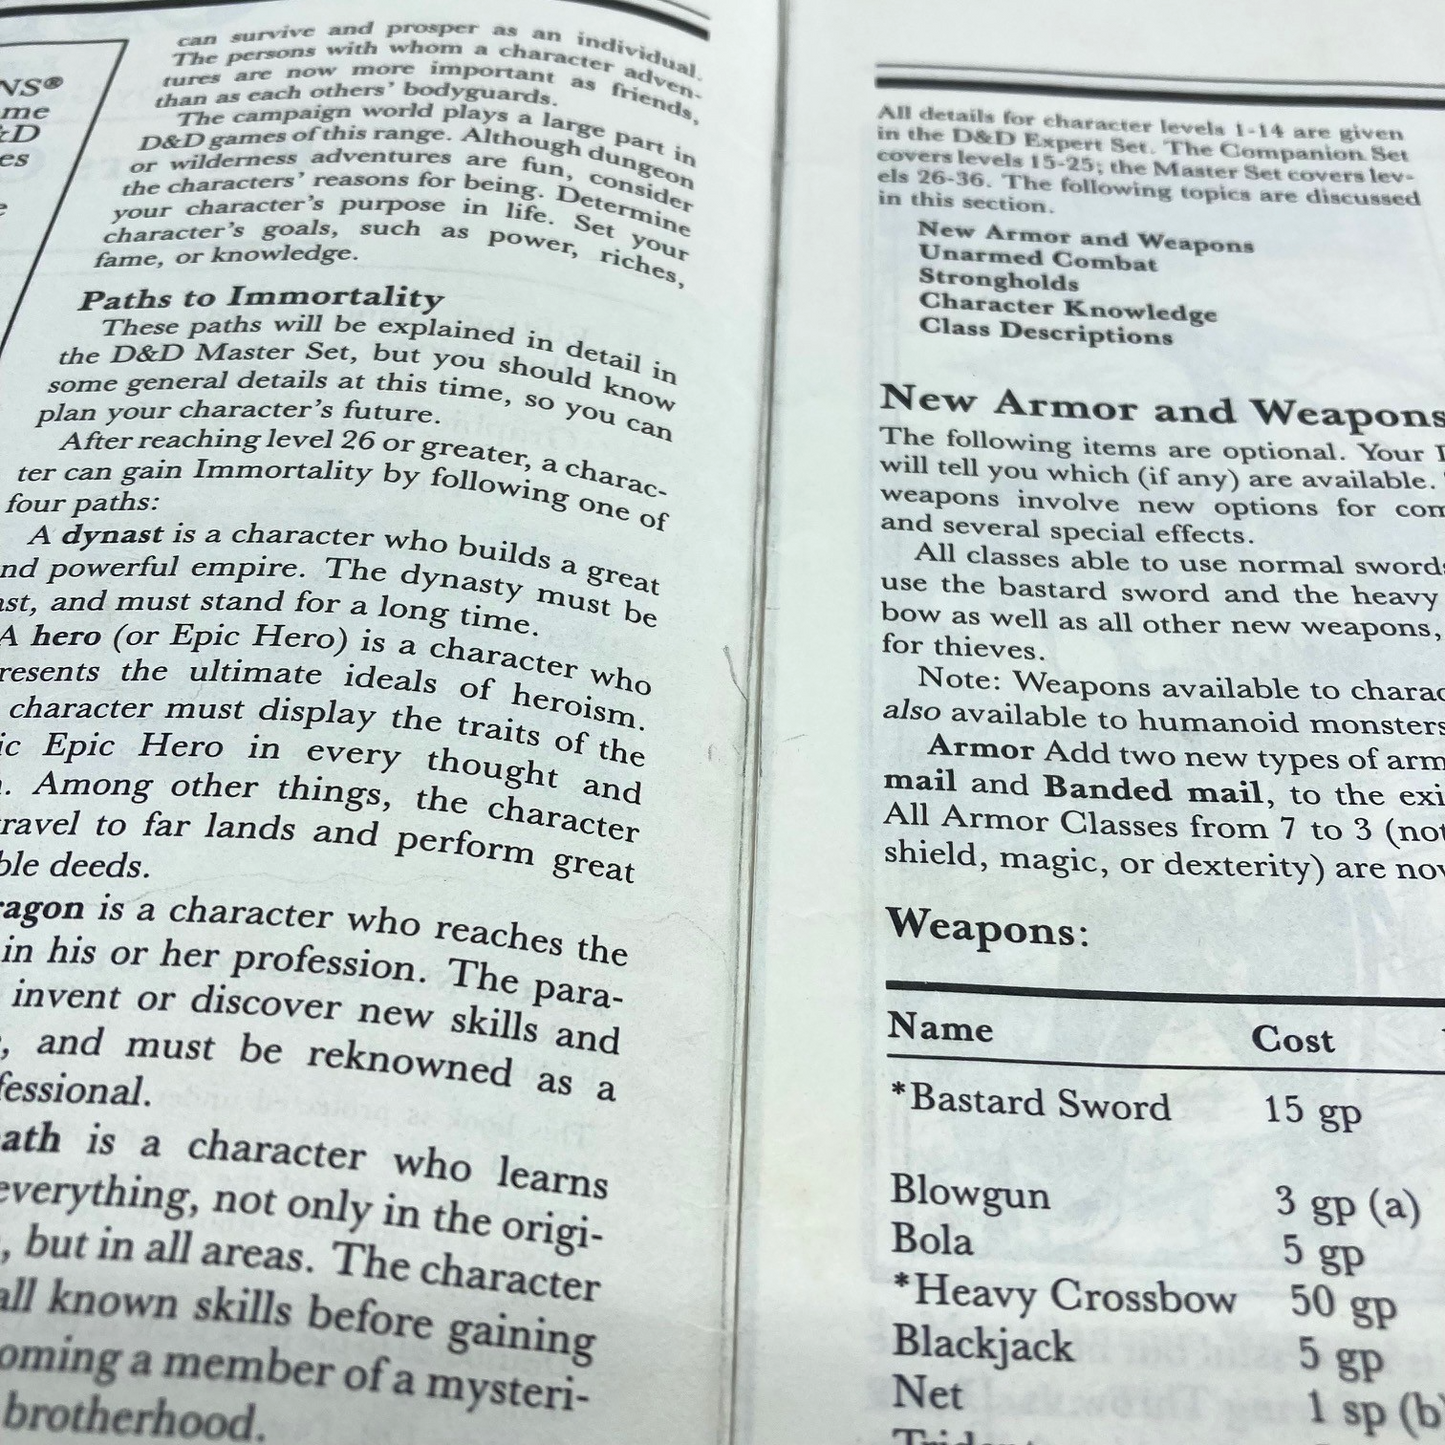 NS®
me
&D
es
can survive and prosper as an individual.
The persons with whom a character adven-
tures are now more important as friends,
than as each others' bodyguards.
The campaign world plays a large part in
D&D games of this range. Although dungeon
or wilderness adventures are fun, consider
the characters' reasons for being. Determine
your character's purpose in life. Set your
character's goals, such as power, riches,
fame, or knowledge.
Paths to Immortality
These paths will be explained in detail in
the D&D Master Set, but you should know
some general details at this time, so you can
plan your character's future.
After reaching level 26 or greater, a charac-
ter can gain Immortality by following one of
four paths:
A dynast is a character who builds a great
nd powerful empire. The dynasty must be
ast, and must stand for a long time.
A hero (or Epic Hero) is a character who
resents the ultimate ideals of heroism.
character must display the traits of the
ic Epic Hero in every thought and
. Among other things, the character
ravel to far lands and perform great
ble deeds.
ragon is a character who reaches the
in his or her profession. The para-
invent or discover new skills and
, and must be reknowned as a
fessional.
ath is a character who learns
everything, not only in the origi-
, but in all areas. The character
all known skills before gaining
oming a member of a mysteri-
brotherhood.
All details for character levels 1-14 are given
in the D&D Expert Set. The Companion Set
covers levels 15-25; the Master Set covers lev-
els 26-36. The following topics are discussed
in this section.
New Armor and Weapons
Unarmed Combat
Strongholds
Character Knowledge
Class Descriptions
New Armor and Weapons
The following items are optional. Your
will tell you which (if any) are available.
weapons involve new options for com
and several special effects.
All classes able to use normal swords
use the bastard sword and the heavy
bow as well as all other new weapons,
for thieves.
Note: Weapons available to charac
also available to humanoid monsters
Armor Add two new types of arm
mail and Banded mail, to the exi
All Armor Classes from 7 to 3 (not
shield, magic, or dexterity) are now
Weapons:
Name Cost
*Bastard Sword 15 gp
Blowgun 3 gp (a)
Bola 5 gp
*Heavy Crossbow 50 gp
Blackjack 5 gp
Net 1 sp (b)